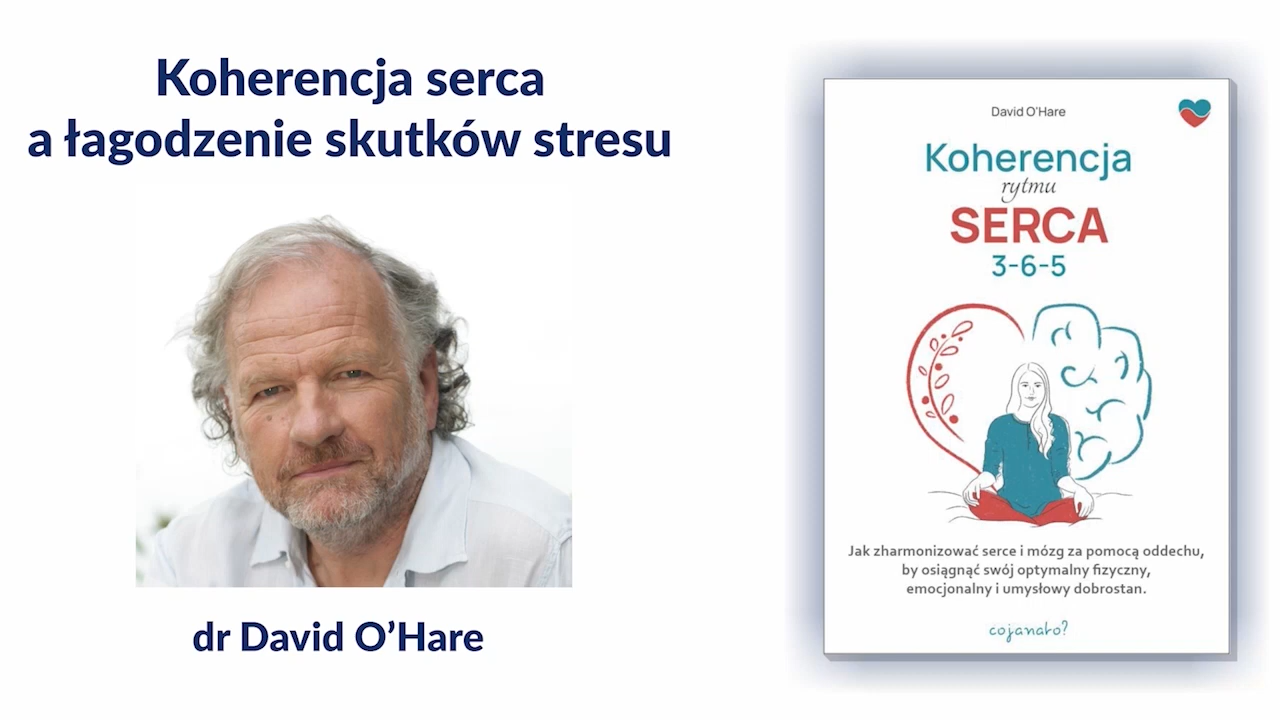 Koherencja serca
a łagodzenie skutków stresu
dr David O’Hare
David O’Hare
Koherencja
rytmu
SERCA
3-6-5
Jak zharmonizować serce i mózg za pomocą oddechu,
by osiągnąć swój optymalny fizyczny,
emocjonalny i umysłowy dobrostan.
cojanato?